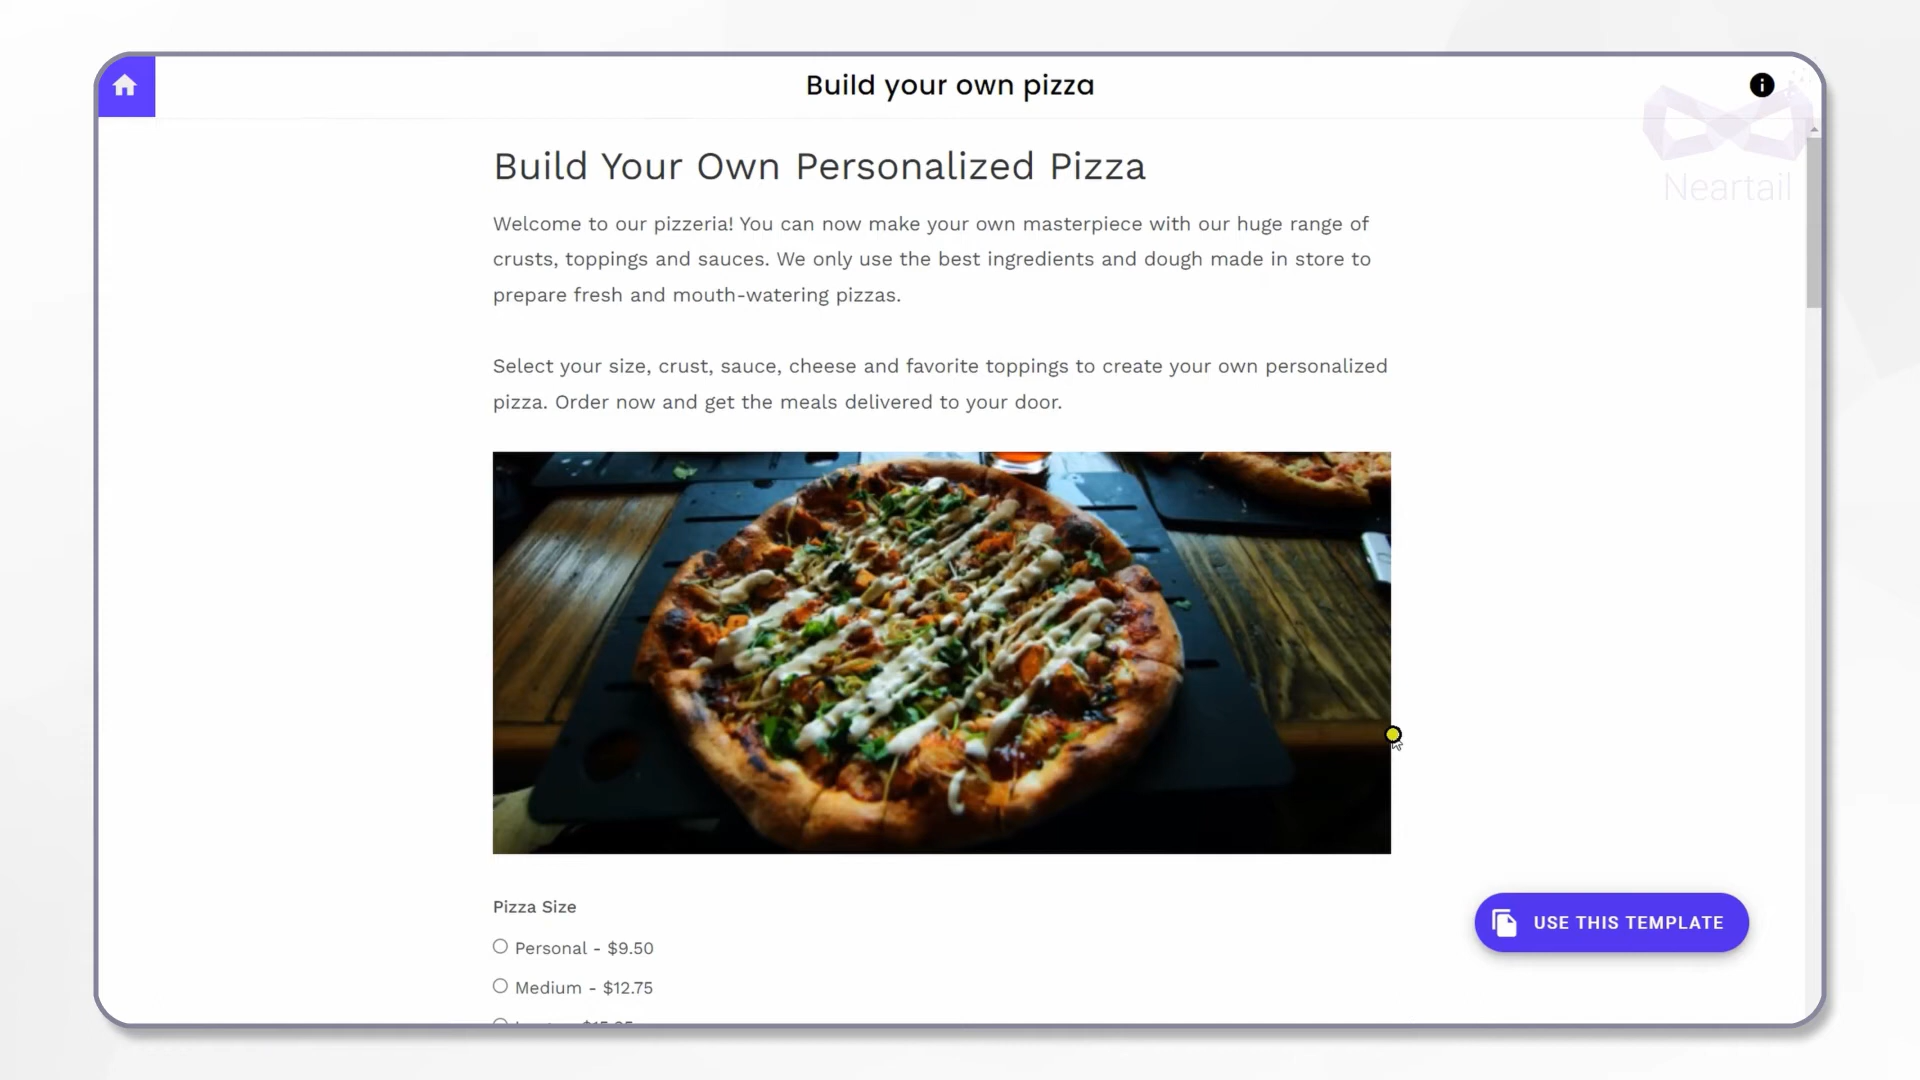 Build your own pizza
Neartail
Build Your Own Personalized Pizza
Welcome to our pizzeria! You can now make your own masterpiece with our huge range of
crusts, toppings and sauces. We only use the best ingredients and dough made in store to
prepare fresh and mouth-watering pizzas.
Select your size, crust, sauce, cheese and favorite toppings to create your own personalized
pizza. Order now and get the meals delivered to your door.
Pizza Size
Personal - $9.50
Medium - $12.75
USE THIS TEMPLATE